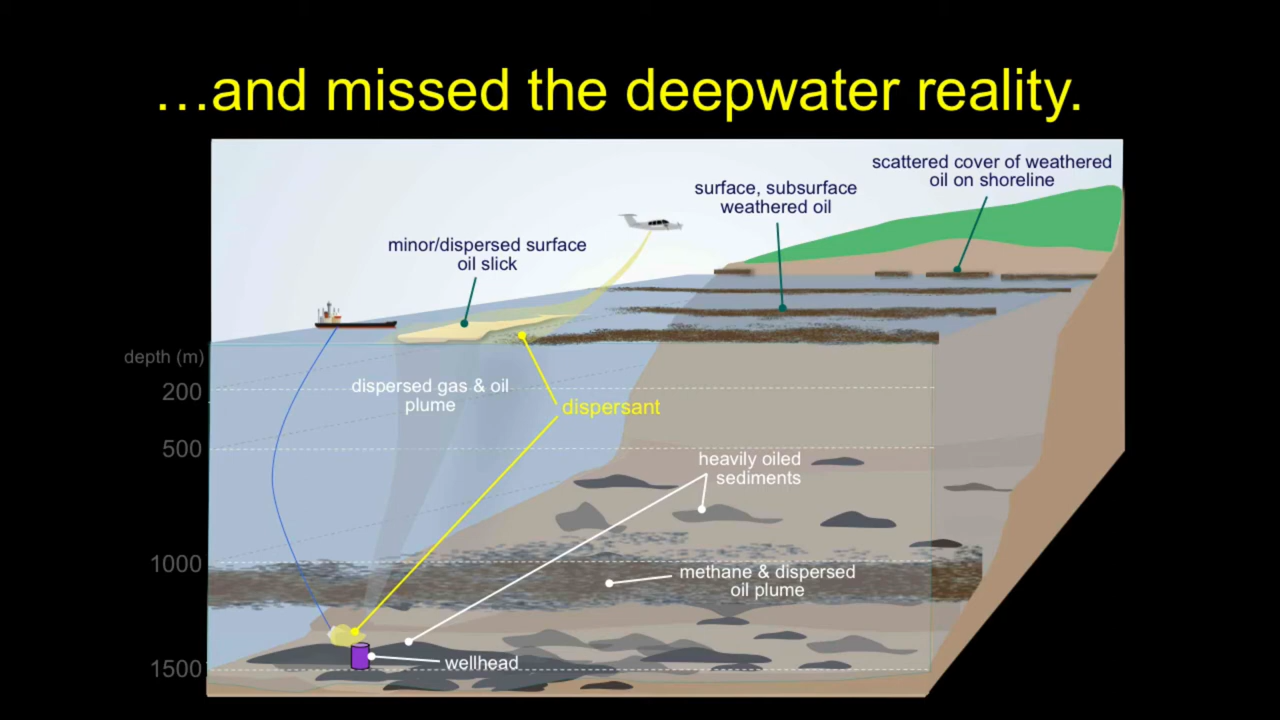 …and missed the deepwater reality.
scattered cover of weathered
oil on shoreline
surface, subsurface
weathered oil
minor/dispersed surface
oil slick
depth (m)
200
dispersed gas & oil
plume
dispersant
500
heavily oiled
sediments
1000
methane & dispersed
oil plume
wellhead
1500